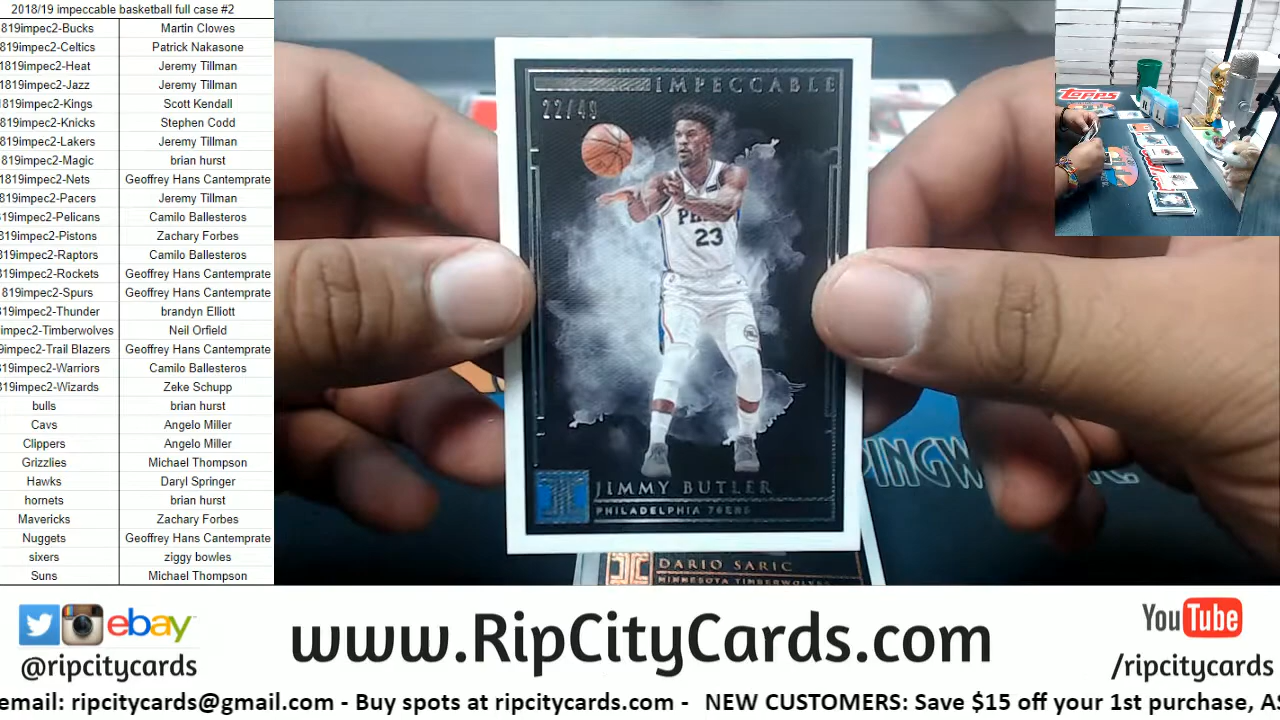 2018/19 impeccable basketball full case #2
819impec2-Bucks Martin Clowes
819impec2-Celtics Patrick Nakasone
1819impec2-Heat Jeremy Tillman
1819impec2-Jazz Jeremy Tillman
819impec2-Kings Scott Kendall
819impec2-Knicks Stephen Codd
819impec2-Lakers Jeremy Tillman
819impec2-Magic brian hurst
1819impec2-Nets Geoffrey Hans Cantemprate
819impec2-Pacers Jeremy Tillman
819impec2-Pelicans Camilo Ballesteros
819impec2-Pistons Zachary Forbes
819impec2-Raptors Camilo Ballesteros
819impec2-Rockets Geoffrey Hans Cantemprate
819impec2-Spurs Geoffrey Hans Cantemprate
819impec2-Thunder brandyn Elliott
impec2-Timberwolves Neil Orfield
9impec2-Trail Blazers Geoffrey Hans Cantemprate
819impec2-Warriors Camilo Ballesteros
819impec2-Wizards Zeke Schupp
bulls brian hurst
Cavs Angelo Miller
Clippers Angelo Miller
Grizzlies Michael Thompson
Hawks Daryl Springer
hornets brian hurst
Mavericks Zachary Forbes
Nuggets Geoffrey Hans Cantemprate
sixers ziggy bowles
Suns Michael Thompson
IMPECCABLE
22/49
23
JIMMY BUTLER
PHILADELPHIA 76ERS
DARIO SARIC
MINNESOTA TIMBERWOLVES
PINGW
Topps
ebay
@ripcitycards
www.RipCityCards.com
YouTube
/ripcitycards
email: ripcitycards@gmail.com - Buy spots at ripcitycards.com - NEW CUSTOMERS: Save $15 off your 1st purchase, AS